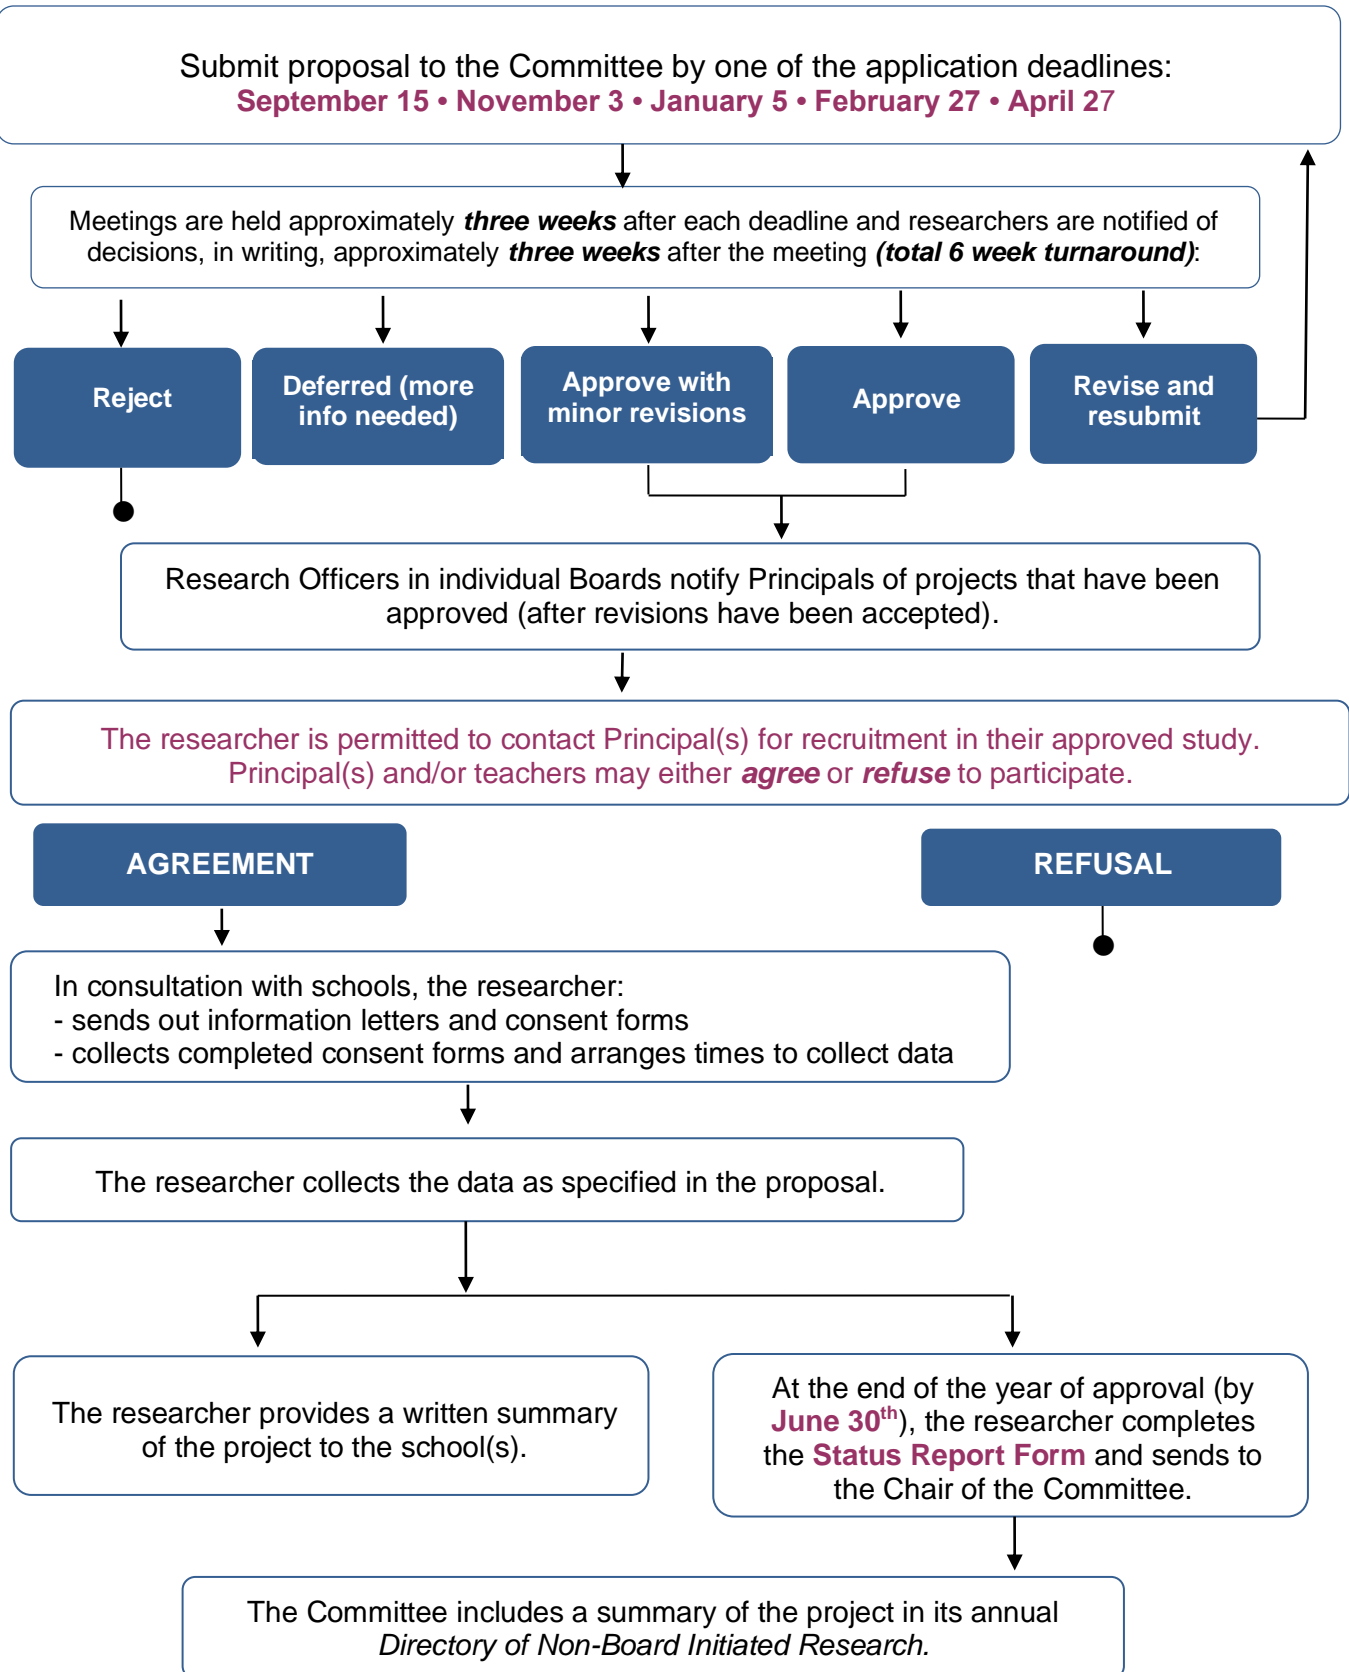 Submit proposal to the Committee by one of the application deadlines:
September 15 • November 3 • January 5 • February 27 • April 27
Meetings are held approximately three weeks after each deadline and researchers are notified of
decisions, in writing, approximately three weeks after the meeting (total 6 week turnaround):
Reject
Deferred (more
info needed)
Approve with
minor revisions
Approve
Revise and
resubmit
Research Officers in individual Boards notify Principals of projects that have been
approved (after revisions have been accepted).
The researcher is permitted to contact Principal(s) for recruitment in their approved study.
Principal(s) and/or teachers may either agree or refuse to participate.
AGREEMENT
REFUSAL
In consultation with schools, the researcher:
- sends out information letters and consent forms
- collects completed consent forms and arranges times to collect data
The researcher collects the data as specified in the proposal.
The researcher provides a written summary
of the project to the school(s).
At the end of the year of approval (by
June 30th), the researcher completes
the Status Report Form and sends to
the Chair of the Committee.
The Committee includes a summary of the project in its annual
Directory of Non-Board Initiated Research.